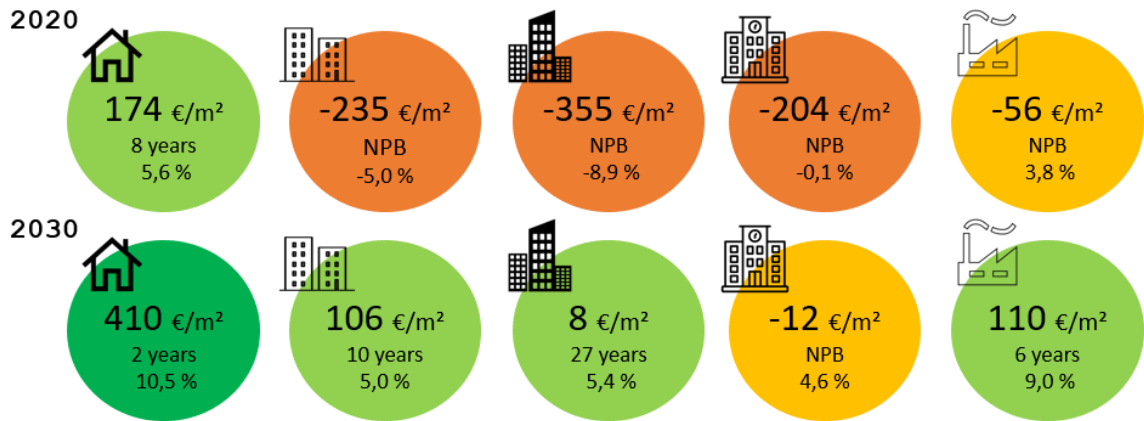 2020
174 €/m²
8 years
5,6 %
-235 €/m²
NPB
-5,0 %
-355 €/m²
NPB
-8,9 %
-204 €/m²
NPB
-0,1 %
-56 €/m²
NPB
3,8 %
2030
410 €/m²
2 years
10,5 %
106 €/m²
10 years
5,0 %
8 €/m²
27 years
5,4 %
-12 €/m²
NPB
4,6 %
110 €/m²
6 years
9,0 %